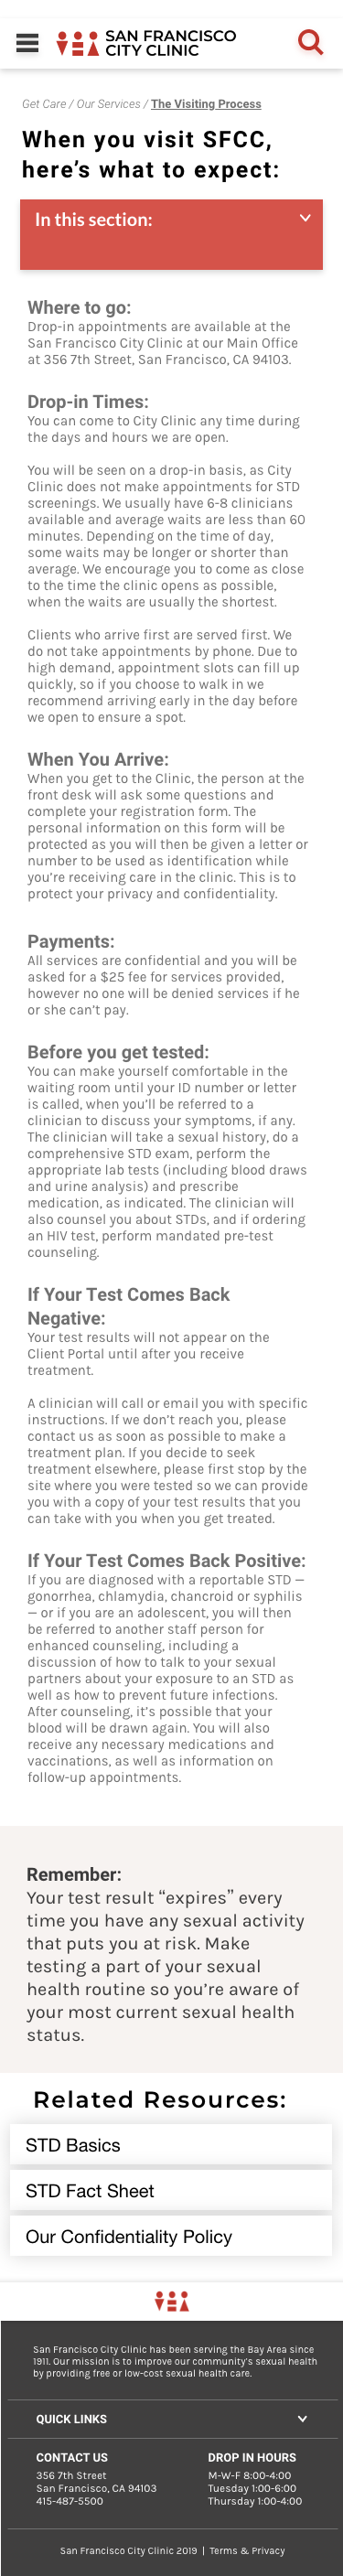 SAN FRANCISCO
CITY CLINIC
Get Care / Our Services / The Visiting Process
When you visit SFCC,
here's what to expect:
In this section:
Where to go:
Drop-in appointments are available at the
San Francisco City Clinic at our Main Office
at 356 7th Street, San Francisco, CA 94103.
Drop-in Times:
You can come to City Clinic any time during
the days and hours we are open.
You will be seen on a drop-in basis, as City
Clinic does not make appointments for STD
screenings. We usually have 6-8 clinicians
available and average waits are less than 60
minutes. Depending on the time of day,
some waits may be longer or shorter than
average. We encourage you to come as close
to the time the clinic opens as possible,
when the waits are usually the shortest.
Clients who arrive first are served first. We
do not take appointments by phone. Due to
high demand, appointment slots can fill up
quickly, so if you choose to walk in we
recommend arriving early in the day before
we open to ensure a spot.
When You Arrive:
When you get to the Clinic, the person at the
front desk will ask some questions and
complete your registration form. The
personal information on this form will be
protected as you will then be given a letter or
number to be used as identification while
you're receiving care in the clinic. This is to
protect your privacy and confidentiality.
Payments:
All services are confidential and you will be
asked for a $25 fee for services provided,
however no one will be denied services if he
or she can't pay.
Before you get tested:
You can make yourself comfortable in the
waiting room until your ID number or letter
is called, when you'll be referred to a
clinician to discuss your symptoms, if any.
The clinician will take a sexual history, do a
comprehensive STD exam, perform the
appropriate lab tests (including blood draws
and urine analysis) and prescribe
medication, as indicated. The clinician will
also counsel you about STDs, and if ordering
an HIV test, perform mandated pre-test
counseling.
If Your Test Comes Back
Negative:
Your test results will not appear on the
Client Portal until after you receive
treatment.
A clinician will call or email you with specific
instructions. If we don't reach you, please
contact us as soon as possible to make a
treatment plan. If you decide to seek
treatment elsewhere, please first stop by the
site where you were tested so we can provide
you with a copy of your test results that you
can take with you when you get treated.
If Your Test Comes Back Positive:
If you are diagnosed with a reportable STD —
gonorrhea, chlamydia, chancroid or syphilis
— or if you are an adolescent, you will then
be referred to another staff person for
enhanced counseling, including a
discussion of how to talk to your sexual
partners about your exposure to an STD as
well as how to prevent future infections.
After counseling, it's possible that your
blood will be drawn again. You will also
receive any necessary medications and
vaccinations, as well as information on
follow-up appointments.
Remember:
Your test result “expires” every
time you have any sexual activity
that puts you at risk. Make
testing a part of your sexual
health routine so you're aware of
your most current sexual health
status.
Related Resources:
STD Basics
STD Fact Sheet
Our Confidentiality Policy
San Francisco City Clinic has been serving the Bay Area since
1911. Our mission is to improve our community's sexual health
by providing free or low-cost sexual health care.
QUICK LINKS
CONTACT US
356 7th Street
San Francisco, CA 94103
415-487-5500
DROP IN HOURS
M-W-F 8:00-4:00
Tuesday 1:00-6:00
Thursday 1:00-4:00
San Francisco City Clinic 2019 | Terms & Privacy